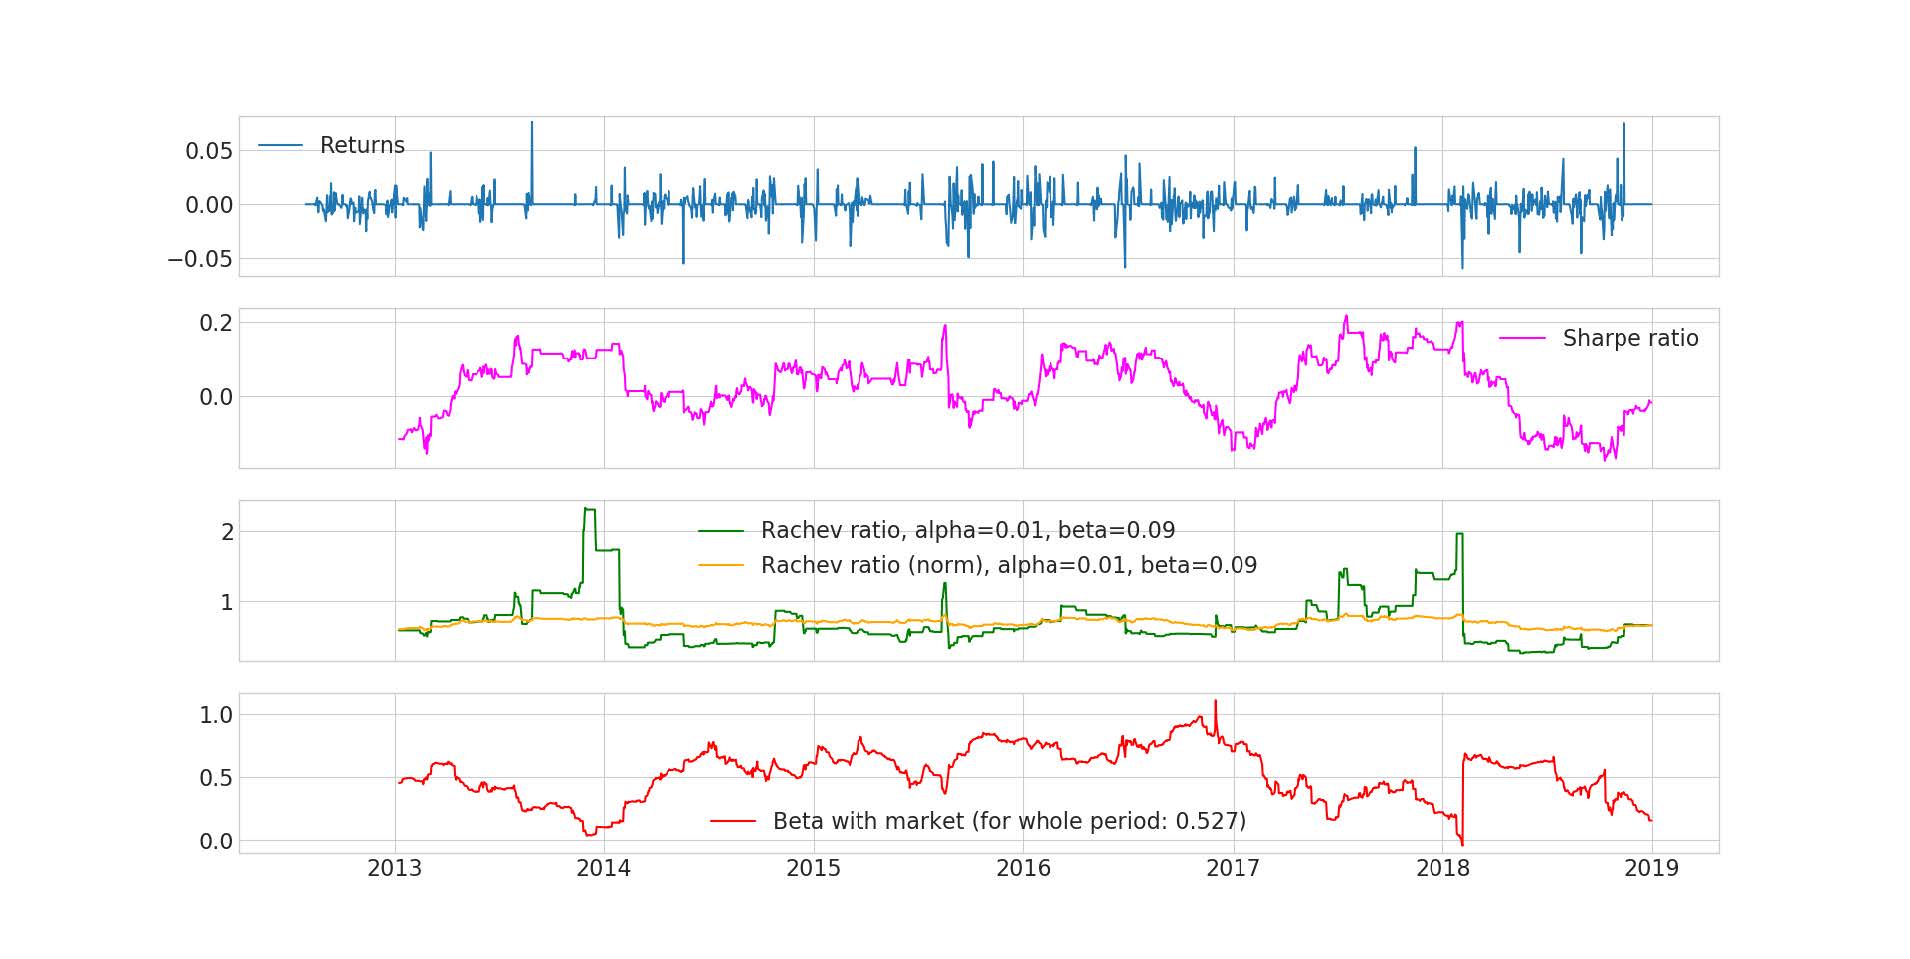 Returns
0.05
0.00
−0.05
Sharpe ratio
0.2
0.0
Rachev ratio, alpha=0.01, beta=0.09
Rachev ratio (norm), alpha=0.01, beta=0.09
2
1
1.0
0.5
0.0
Beta with market (for whole period: 0.527)
2013 2014 2015 2016 2017 2018 2019